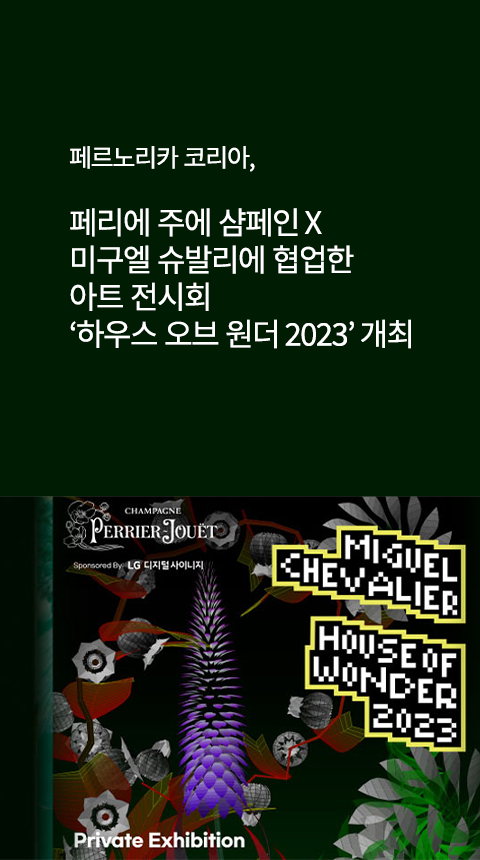 페르노리카 코리아,
페리에 주에 샴페인 X
미구엘 슈발리에 협업한
아트 전시회
‘하우스 오브 원더 2023’ 개최
CHAMPAGNE
PERRIER-JOUËT
Sponsored By LG 디지털 사이니지
MIGUEL
CHEVALIER
HOUSE OF
WONDER
2023
Private Exhibition